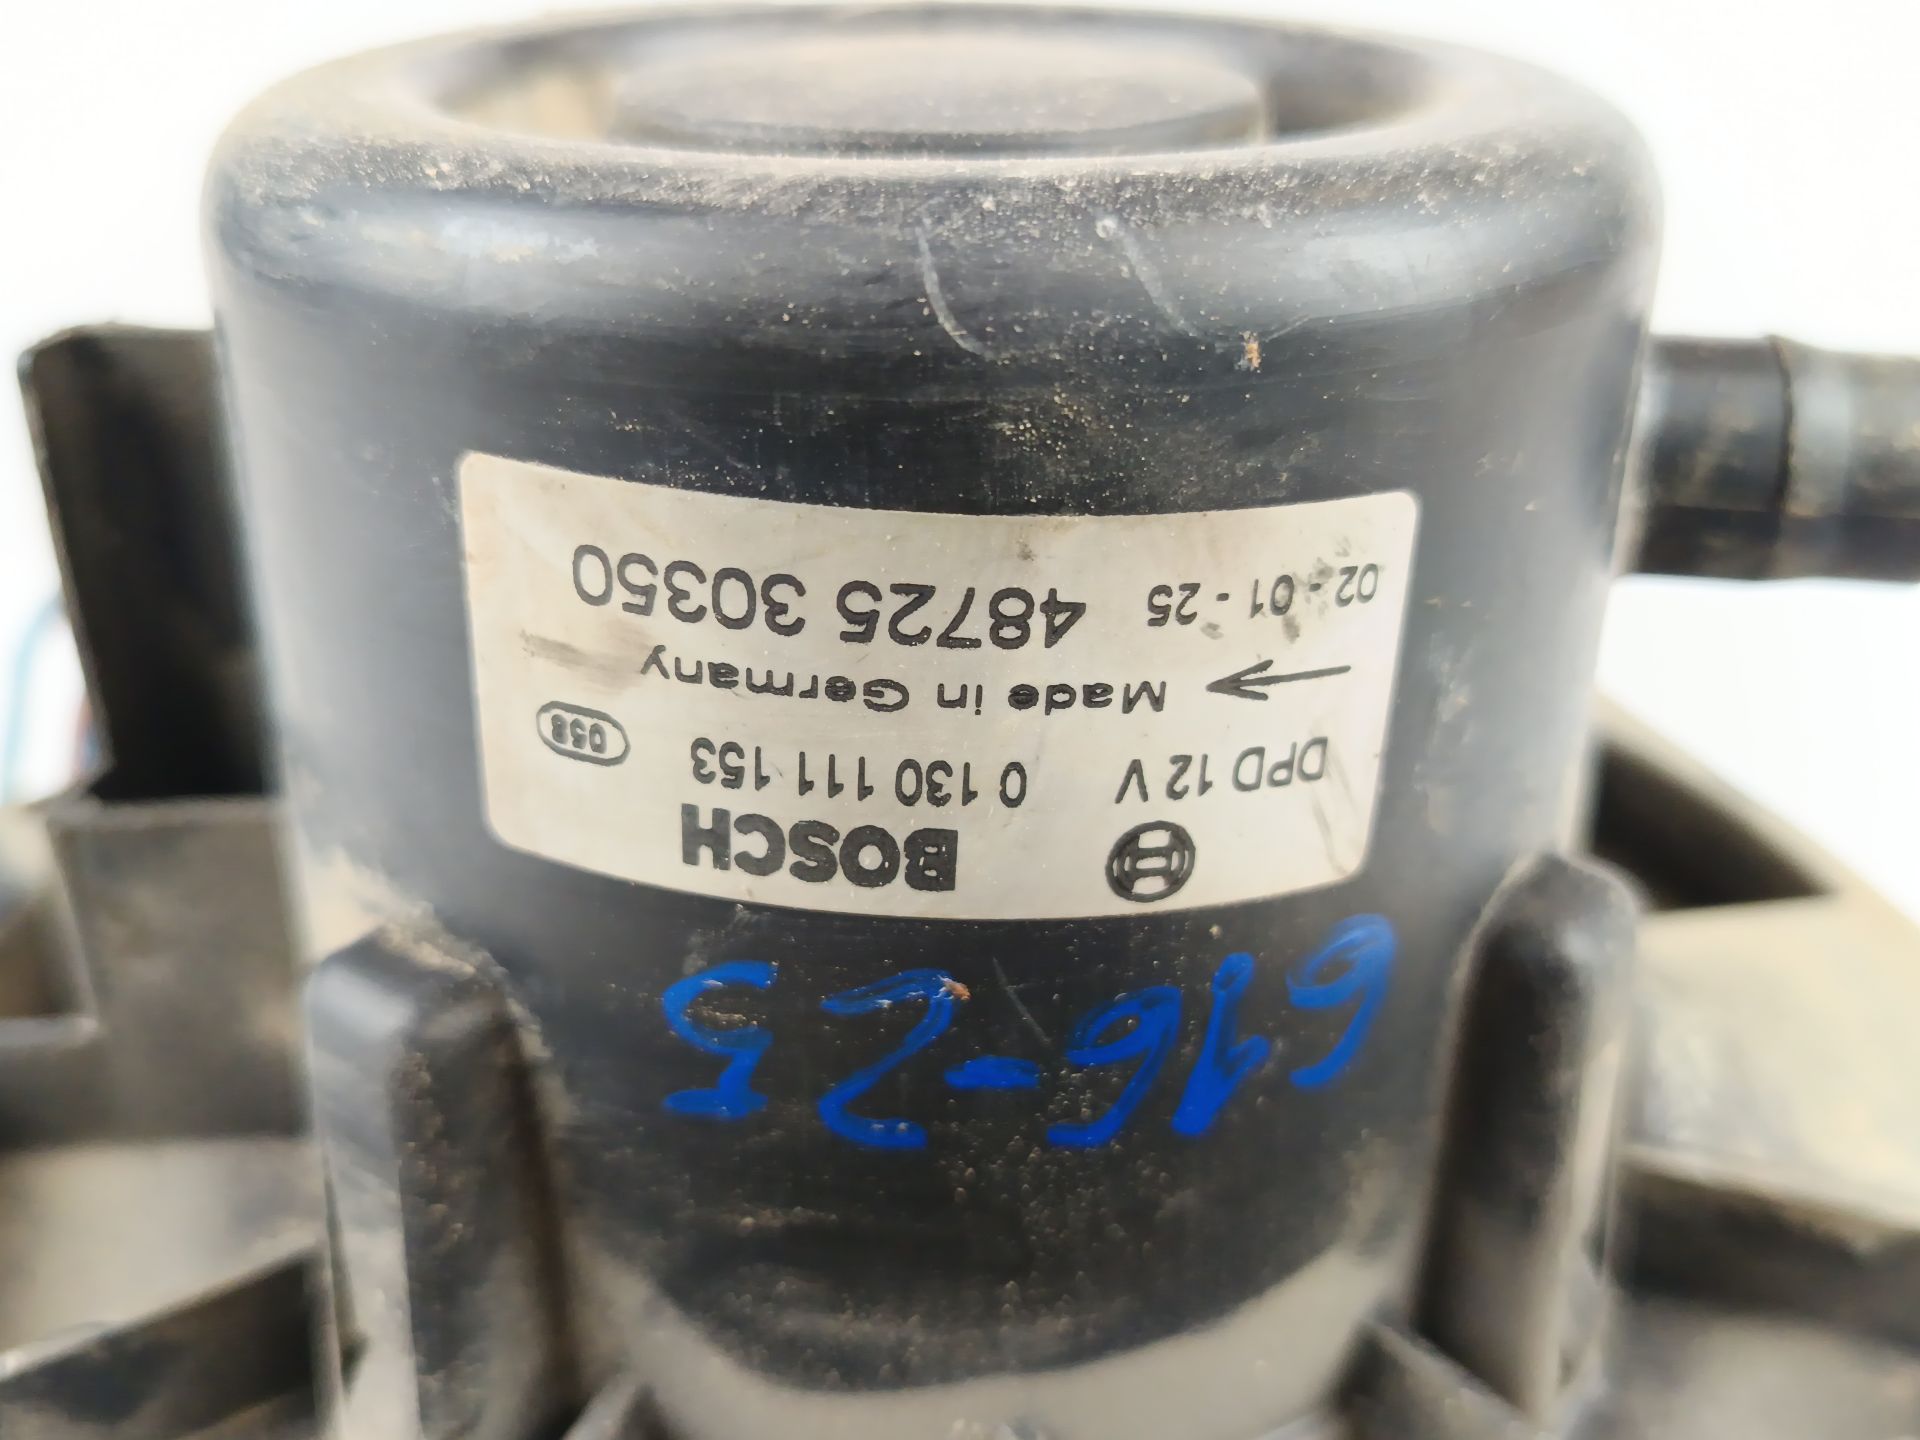 616-25
BOSCH
DPD 12 V 0 130 111 153 058
Made in Germany
02-01-25 48725 30350